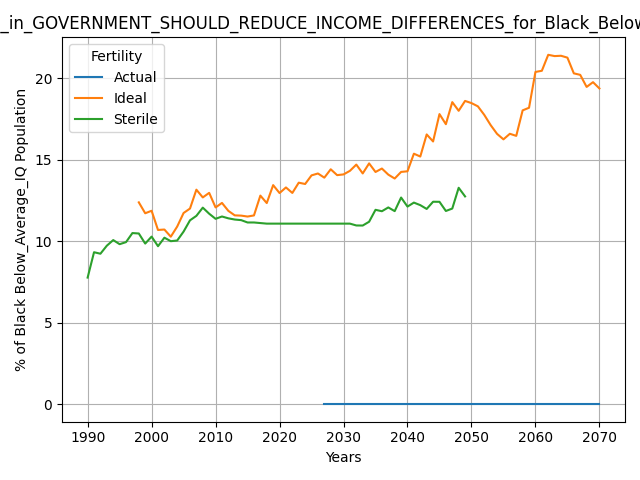 _in_GOVERNMENT_SHOULD_REDUCE_INCOME_DIFFERENCES_for_Black_Below
Fertility
Actual
Ideal
Sterile
% of Black Below_Average_IQ Population
20
15
10
5
0
1990 2000 2010 2020 2030 2040 2050 2060 2070
Years